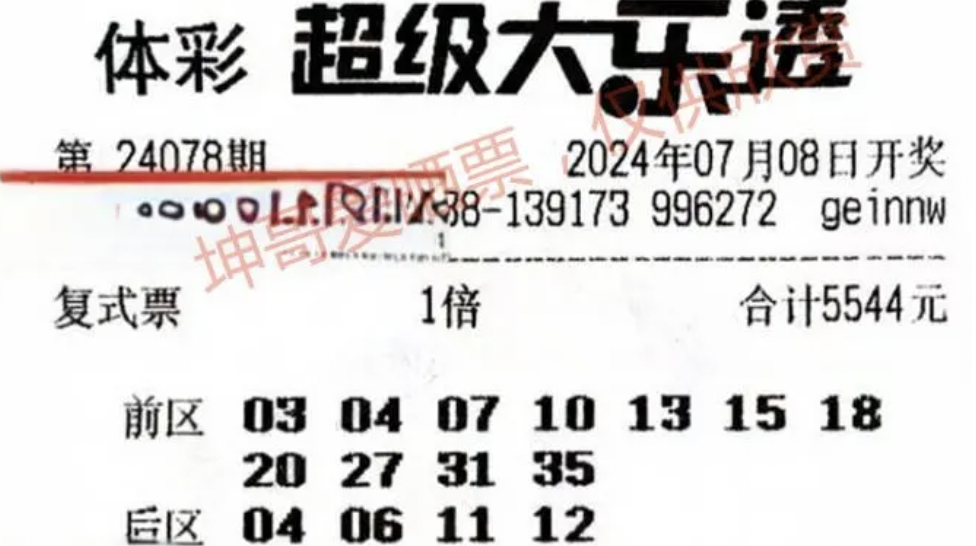 体彩 超级大乐透
第 24078期 2024年07月08日开奖
38-139173 996272 geinnw
复式票 1倍 合计5544元
前区 03 04 07 10 13 15 18
20 27 31 35
后区 04 06 11 12
坤哥爱晒票，仅供欣赏